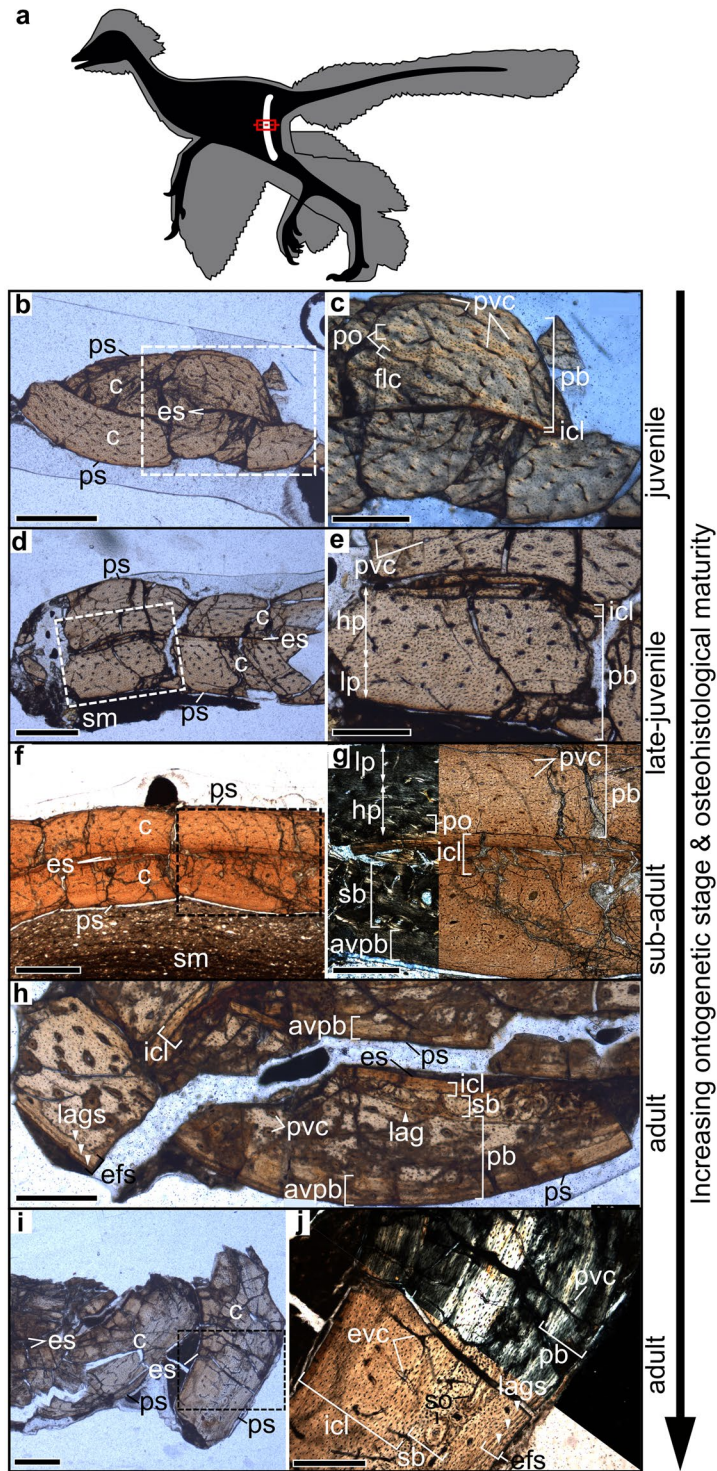 a
b
ps
c
es
c
ps
c
pvc
po
flc
pb
icl
juvenile
d
ps
c
es
c
ps
sm
e
pvc
hp
lp
icl
pb
late-juvenile
f
ps
c
es
c
ps
sm
g
lp
hp
pvc
pb
po
icl
sb
avpb
sub-adult
h
icl
avpb
ps
es
icl
sb
lags
pvc
lag
pb
efs
avpb
ps
adult
i
c
es
c
es
ps
ps
j
pvc
evc
pb
lags
so
icl
sb
efs
adult
Increasing ontogenetic stage & osteohistological maturity